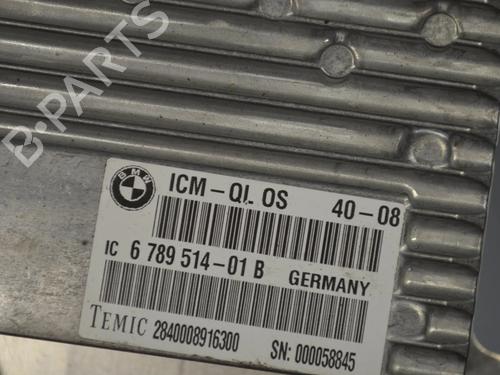 B-PARTS
BMW
ICM-QL OS 40-08
IC 6 789 514-01 B GERMANY
TEMIC 2840008916300 SN: 000058845